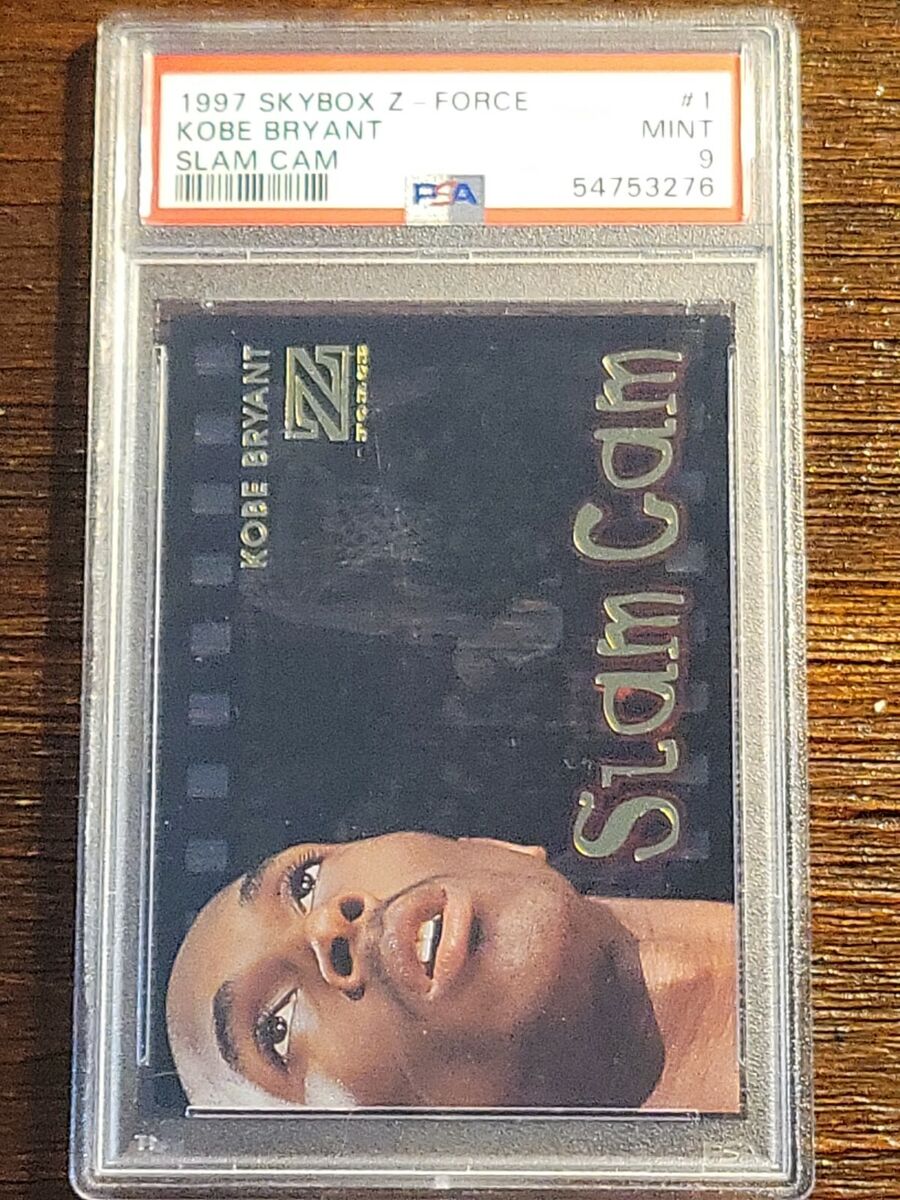 1997 SKYBOX Z - FORCE #1
KOBE BRYANT MINT
SLAM CAM 9
PSA 54753276
KOBE BRYANT
Z
Slam Cam